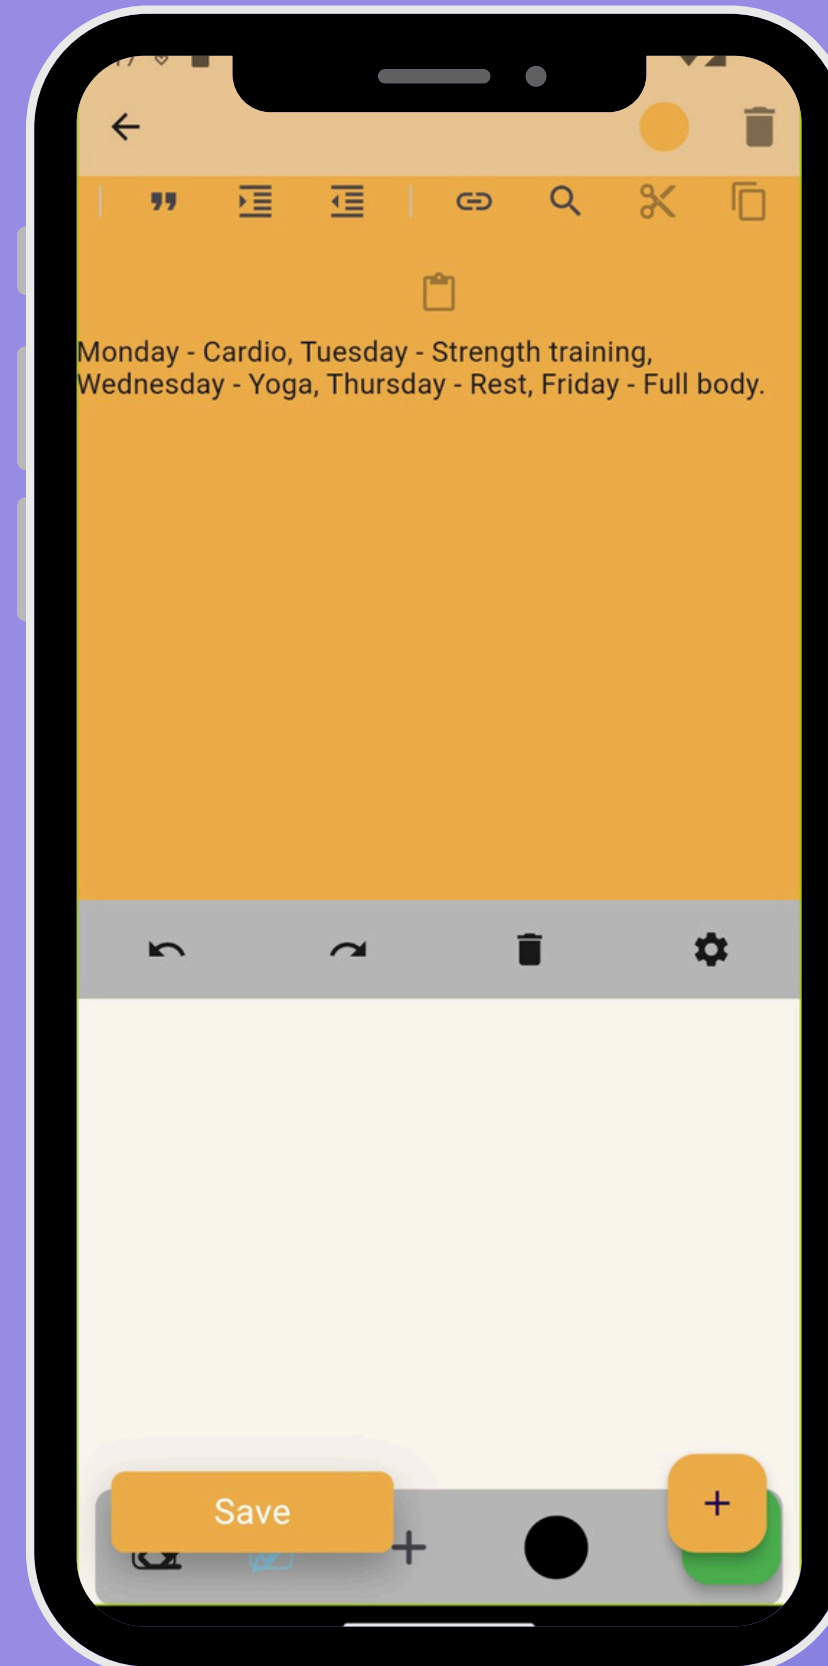 Monday - Cardio, Tuesday - Strength training,
Wednesday - Yoga, Thursday - Rest, Friday - Full body.
Save